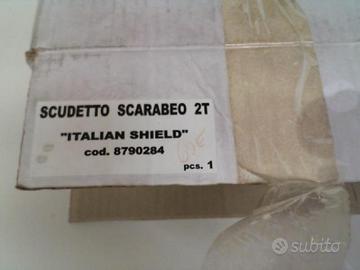 SCUDETTO SCARABEO 2T
"ITALIAN SHIELD"
cod. 8790284
pcs. 1
subito